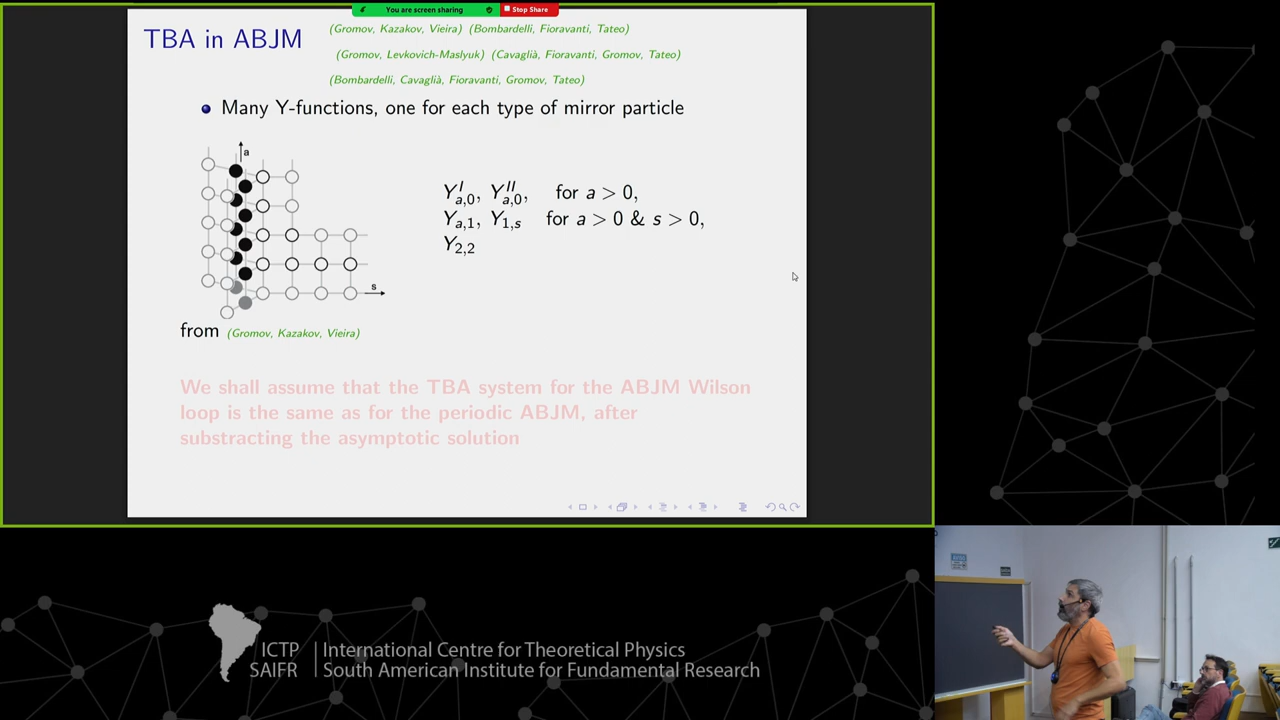 You are screen sharing
Stop Share
TBA in ABJM
(Gromov, Kazakov, Vieira) (Bombardelli, Fioravanti, Tateo)
(Gromov, Levkovich-Maslyuk) (Cavaglià, Fioravanti, Gromov, Tateo)
(Bombardelli, Cavaglià, Fioravanti, Gromov, Tateo)
Many Y-functions, one for each type of mirror particle
a
Y^I_{a,0}, Y^{II}_{a,0}, for a > 0,
Y_{a,1}, Y_{1,s} for a > 0 & s > 0,
Y_{2,2}
s
from (Gromov, Kazakov, Vieira)
We shall assume that the TBA system for the ABJM Wilson
loop is the same as for the periodic ABJM, after
substracting the asymptotic solution
ICTP
SAIFR
International Centre for Theoretical Physics
South American Institute for Fundamental Research